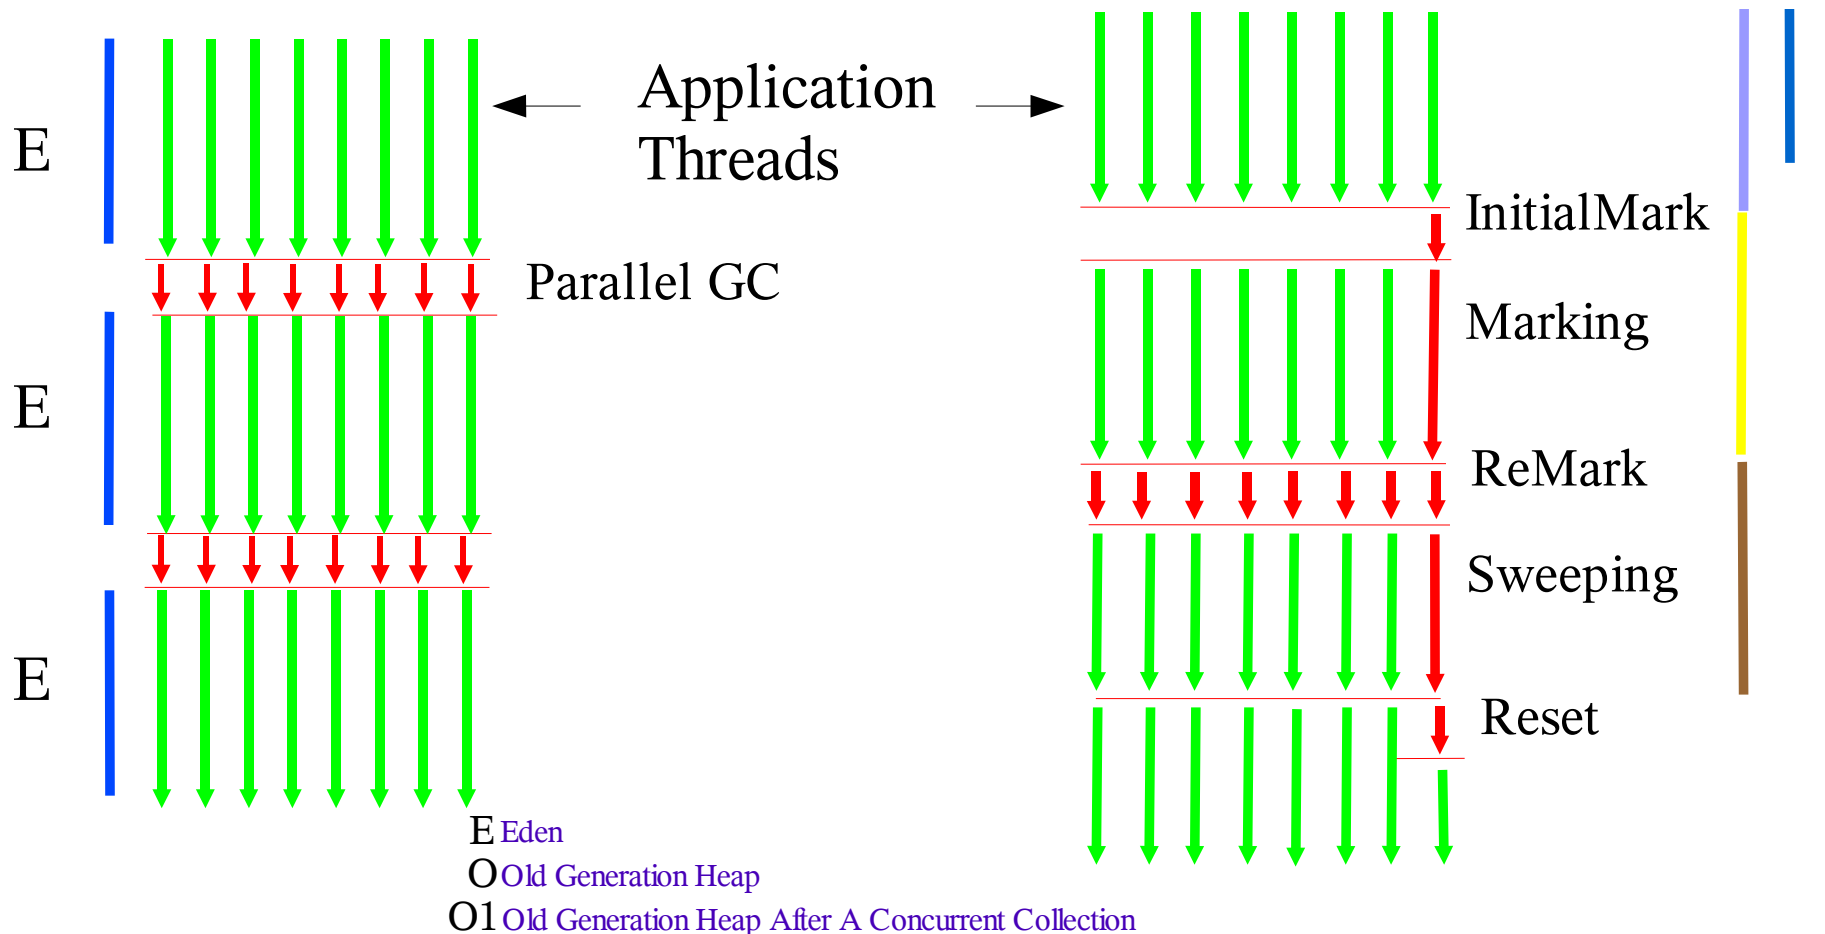 Application
Threads
E
InitialMark
Parallel GC
Marking
E
ReMark
Sweeping
E
Reset
E Eden
O Old Generation Heap
O1 Old Generation Heap After A Concurrent Collection